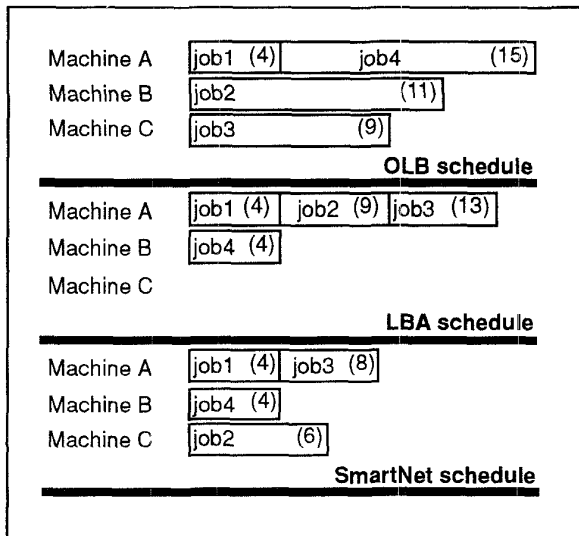 Machine A job1 (4) job4 (15)
Machine B job2 (11)
Machine C job3 (9)
OLB schedule
Machine A job1 (4) job2 (9) job3 (13)
Machine B job4 (4)
Machine C
LBA schedule
Machine A job1 (4) job3 (8)
Machine B job4 (4)
Machine C job2 (6)
SmartNet schedule